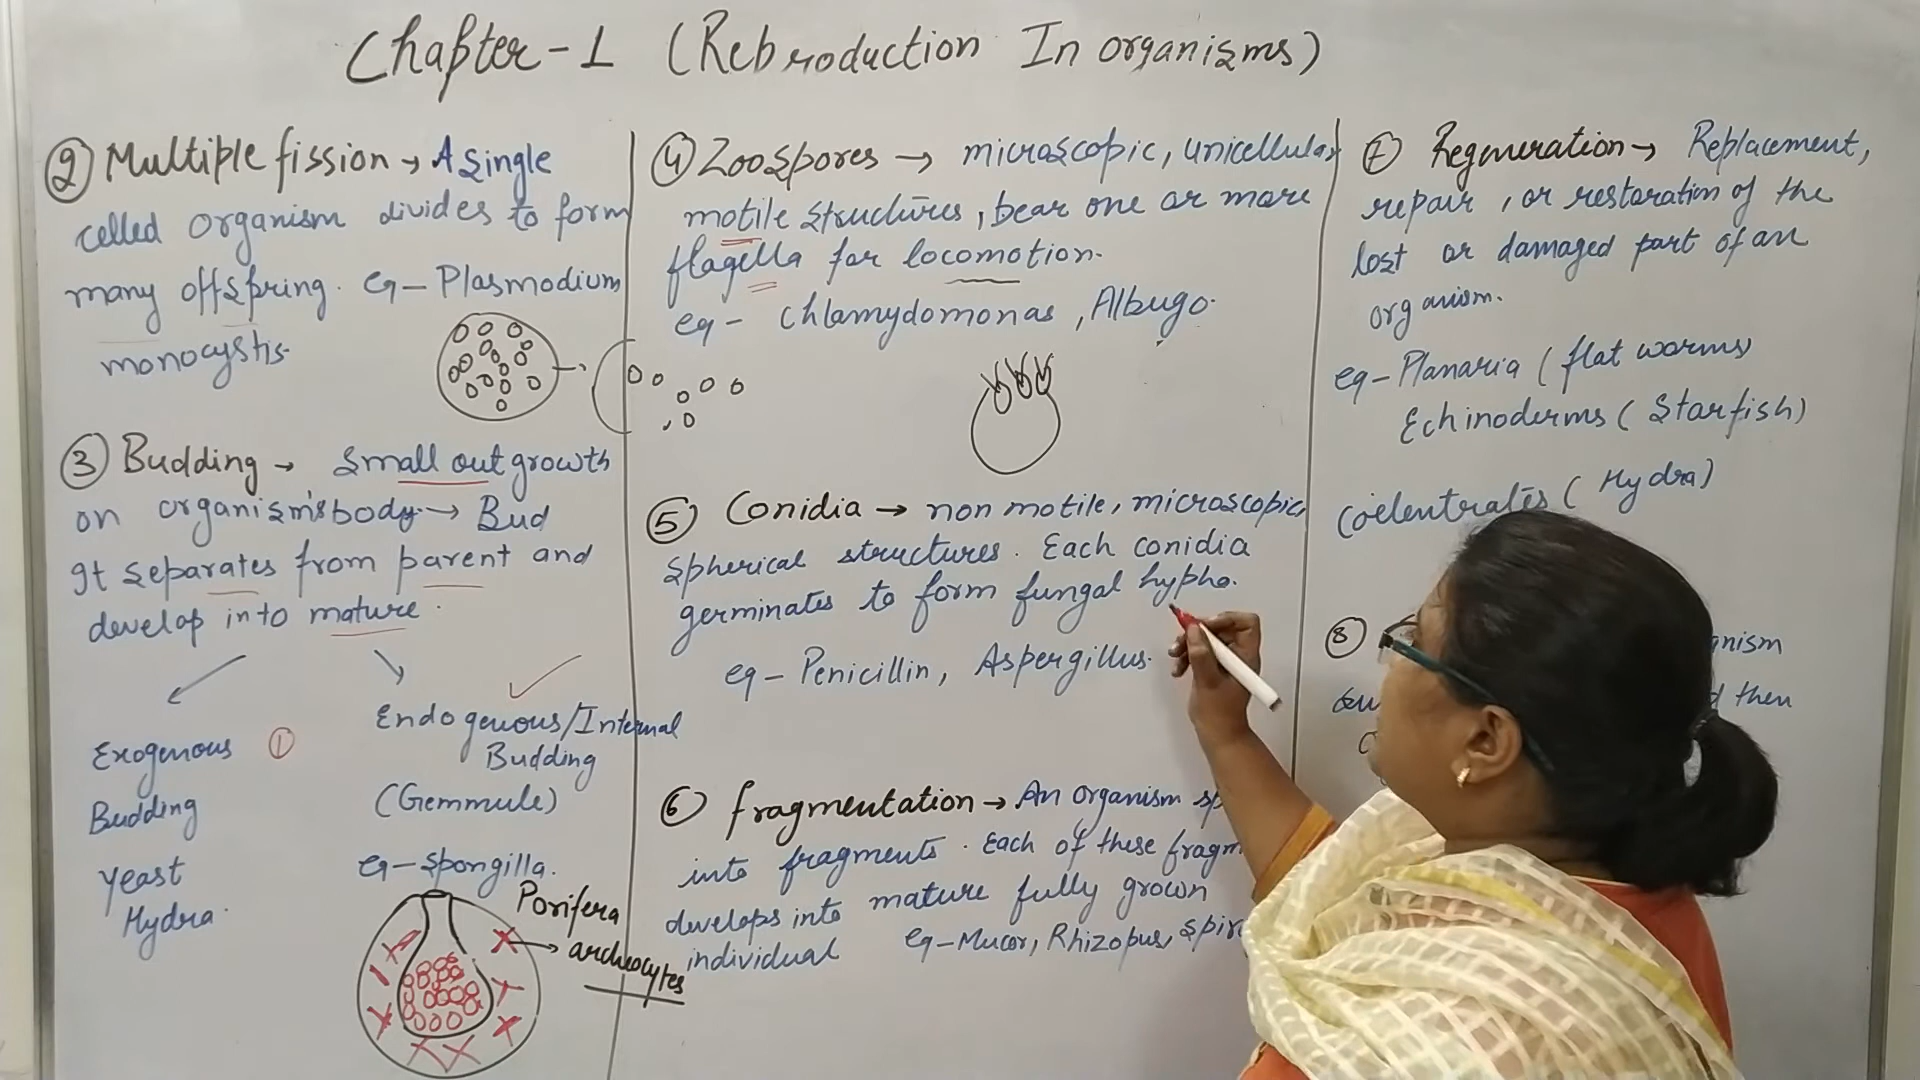 Chapter-1 (Reproduction In organisms)
② Multiple fission → A single
celled organism divides to form
many offspring. eg- Plasmodium
monocystis.
③ Budding → Small out growth
on organism's body → Bud
It separates from parent and
develop into mature.
Exogenous ①
Budding
Yeast
Hydra.
Endogenous/Internal
Budding
(Gemmule)
eg- Spongilla.
Porifera
archeocytes
④ Zoospores → microscopic, unicellular
motile structures, bear one or more
flagella for locomotion.
eg- Chlamydomonas, Albugo.
⑤ Conidia → non motile, microscopic,
spherical structures. Each conidia
germinates to form fungal hypha.
eg- Penicillin, Aspergillus.
⑥ fragmentation → An organism sp
into fragments. Each of these fragm
develops into mature fully grown
individual eg- Mucor, Rhizopus, Spir
⑦ Regeneration → Replacement,
repair, or restoration of the
lost or damaged part of an
organism.
eg- Planaria (flat worms
Echinoderms (Starfish)
Coelentrates (Hydra)
⑧ nism
then